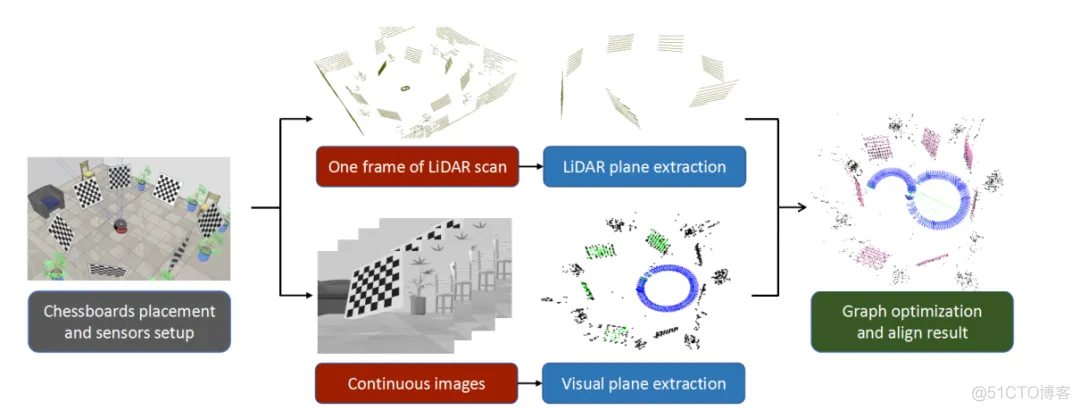 One frame of LiDAR scan
LiDAR plane extraction
Chessboards placement
and sensors setup
Graph optimization
and align result
Continuous images
Visual plane extraction
@51CTO博客